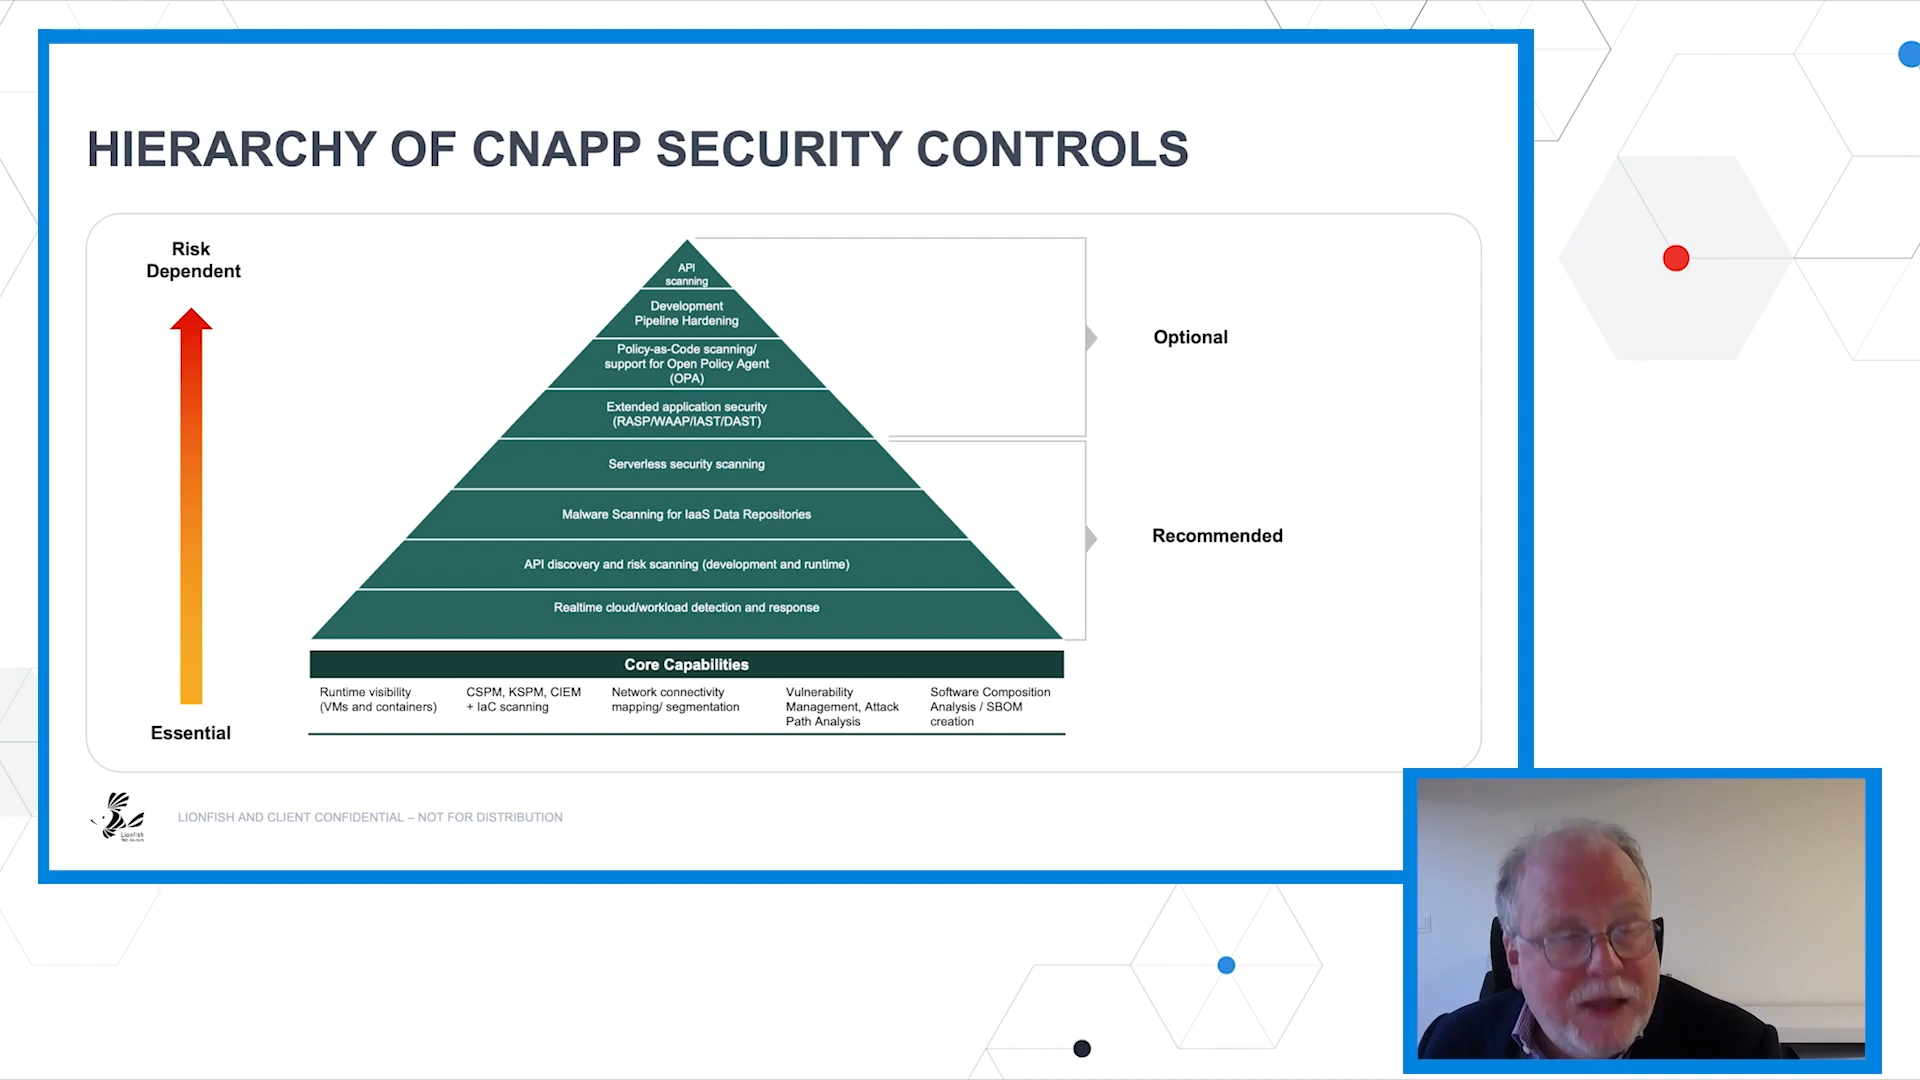 HIERARCHY OF CNAPP SECURITY CONTROLS
Risk
Dependent
Essential
API
scanning
Development
Pipeline Hardening
Policy-as-Code scanning/
support for Open Policy Agent
(OPA)
Extended application security
(RASP/WAAP/IAST/DAST)
Serverless security scanning
Malware Scanning for IaaS Data Repositories
API discovery and risk scanning (development and runtime)
Realtime cloud/workload detection and response
Optional
Recommended
Core Capabilities
Runtime visibility
(VMs and containers)
CSPM, KSPM, CIEM
+ IaC scanning
Network connectivity
mapping/ segmentation
Vulnerability
Management, Attack
Path Analysis
Software Composition
Analysis / SBOM
creation
Lionfish
LIONFISH AND CLIENT CONFIDENTIAL – NOT FOR DISTRIBUTION